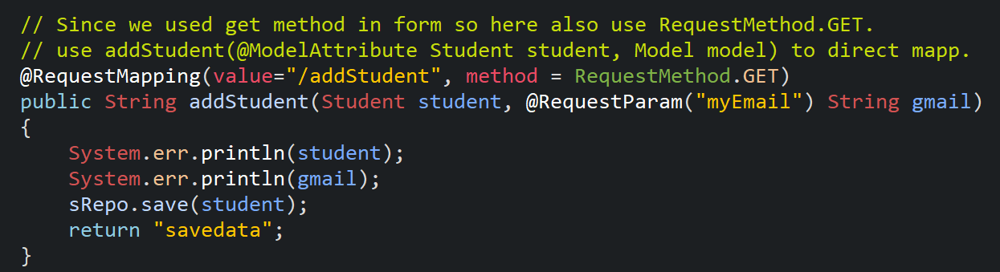 // Since we used get method in form so here also use RequestMethod.GET.
// use addStudent(@ModelAttribute Student student, Model model) to direct mapp.
@RequestMapping(value="/addStudent", method = RequestMethod.GET)
public String addStudent(Student student, @RequestParam("myEmail") String gmail)
{
    System.err.println(student);
    System.err.println(gmail);
    sRepo.save(student);
    return "savedata";
}